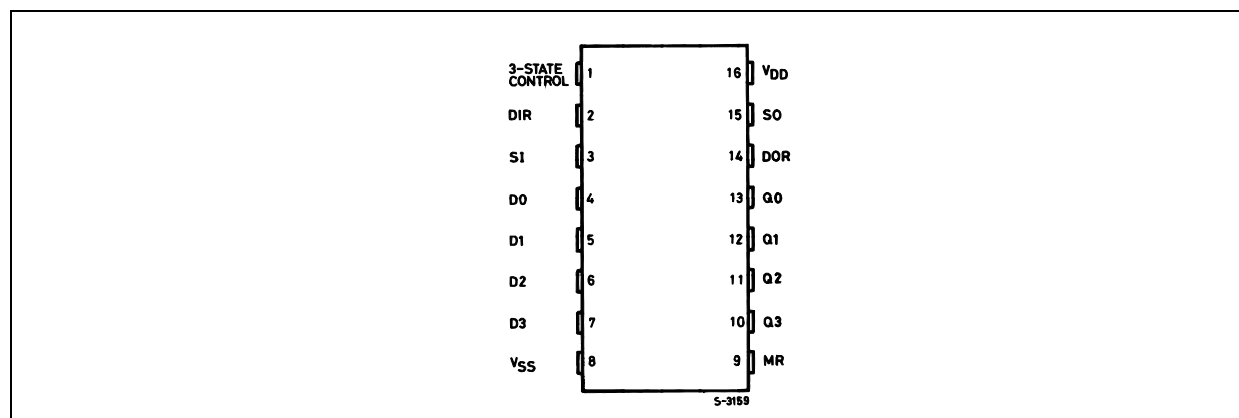 3-STATE
CONTROL 1 16 VDD
DIR 2 15 SO
SI 3 14 DOR
D0 4 13 Q0
D1 5 12 Q1
D2 6 11 Q2
D3 7 10 Q3
VSS 8 9 MR
S-3159